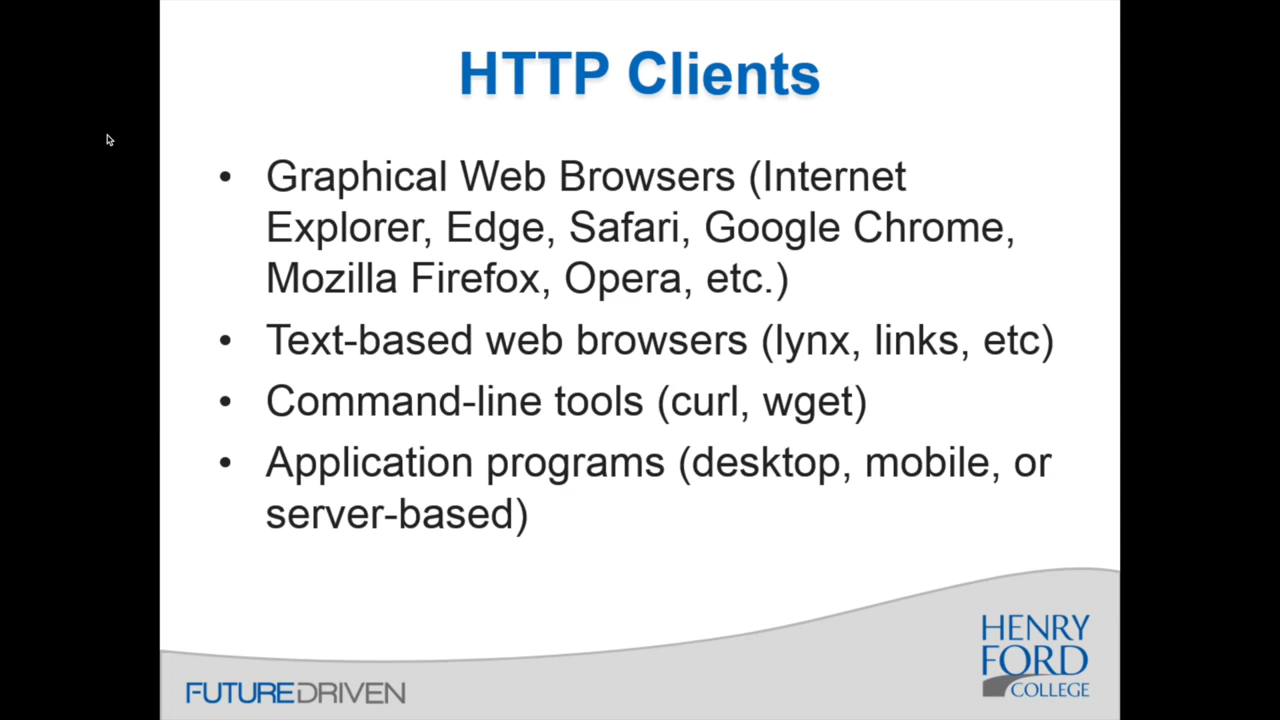 HTTP Clients
• Graphical Web Browsers (Internet
Explorer, Edge, Safari, Google Chrome,
Mozilla Firefox, Opera, etc.)
• Text-based web browsers (lynx, links, etc)
• Command-line tools (curl, wget)
• Application programs (desktop, mobile, or
server-based)
FUTUREDRIVEN
HENRY
FORD
COLLEGE